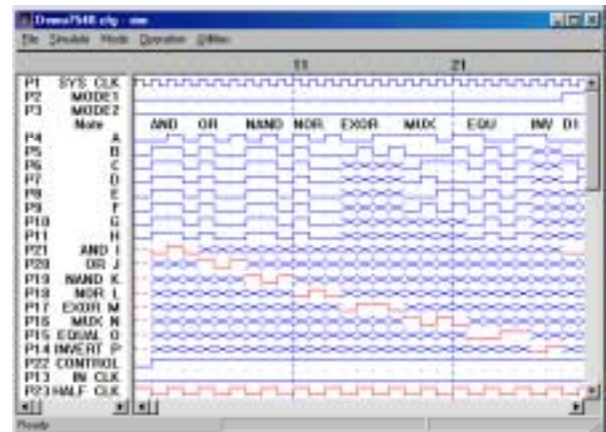 File Simulate Mode Operation Utilities
11 21
P1 SYS CLK
P2 MODE1
P3 MODE2
Note AND OR NAND NOR EXOR MUX EQU INV D1
P4 A
P5 B
P6 C
P7 D
P8 E
P9 F
P10 G
P11 H
P21 AND I
P20 OR J
P19 NAND K
P18 NOR L
P17 EXOR M
P16 MUX N
P15 EQUAL O
P14 INVERT P
P22 CONTROL
P13 IN CLK
P23 HALF CLK
Ready